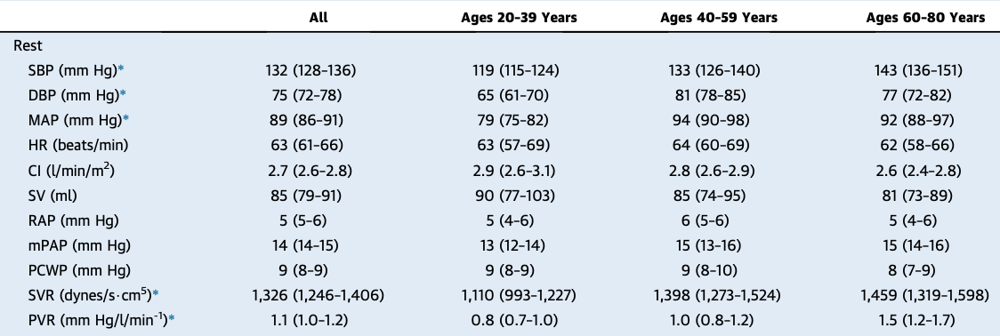 All Ages 20-39 Years Ages 40-59 Years Ages 60-80 Years
Rest
SBP (mm Hg)* 132 (128-136) 119 (115-124) 133 (126-140) 143 (136-151)
DBP (mm Hg)* 75 (72-78) 65 (61-70) 81 (78-85) 77 (72-82)
MAP (mm Hg)* 89 (86-91) 79 (75-82) 94 (90-98) 92 (88-97)
HR (beats/min) 63 (61-66) 63 (57-69) 64 (60-69) 62 (58-66)
CI (l/min/m²) 2.7 (2.6-2.8) 2.9 (2.6-3.1) 2.8 (2.6-2.9) 2.6 (2.4-2.8)
SV (ml) 85 (79-91) 90 (77-103) 85 (74-95) 81 (73-89)
RAP (mm Hg) 5 (5-6) 5 (4-6) 6 (5-6) 5 (4-6)
mPAP (mm Hg) 14 (14-15) 13 (12-14) 15 (13-16) 15 (14-16)
PCWP (mm Hg) 9 (8-9) 9 (8-9) 9 (8-10) 8 (7-9)
SVR (dynes/s·cm⁵)* 1,326 (1,246-1,406) 1,110 (993-1,227) 1,398 (1,273-1,524) 1,459 (1,319-1,598)
PVR (mm Hg/l/min⁻¹)* 1.1 (1.0-1.2) 0.8 (0.7-1.0) 1.0 (0.8-1.2) 1.5 (1.2-1.7)